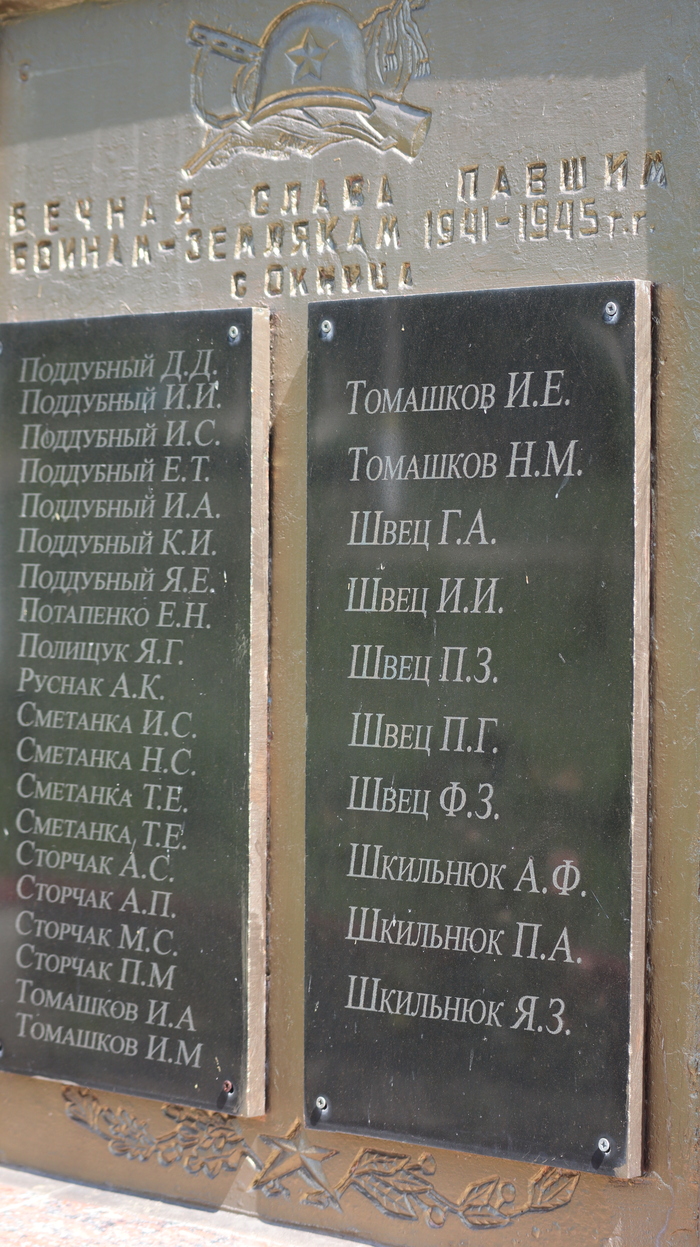 ВЕЧНАЯ СЛАВА ПАВШИМ
ВОИНАМ-ЗЕМЛЯКАМ 1941-1945 г.г.
с ОКНИЦА
ПОДДУБНЫЙ Д.Д.
ПОДДУБНЫЙ И.И.
ПОДДУБНЫЙ И.С.
ПОДДУБНЫЙ Е.Т.
ПОДДУБНЫЙ И.А.
ПОДДУБНЫЙ К.И.
ПОДДУБНЫЙ Я.Е.
ПОТАПЕНКО Е.Н.
ПОЛИЩУК Я.Г.
РУСНАК А.К.
СМЕТАНКА И.С.
СМЕТАНКА Н.С.
СМЕТАНКА Т.Е.
СМЕТАНКА Т.Е.
СТОРЧАК А.С.
СТОРЧАК А.П.
СТОРЧАК М.С.
СТОРЧАК П.М
ТОМАШКОВ И.А
ТОМАШКОВ И.М
ТОМАШКОВ И.Е.
ТОМАШКОВ Н.М.
ШВЕЦ Г.А.
ШВЕЦ И.И.
ШВЕЦ П.З.
ШВЕЦ П.Г.
ШВЕЦ Ф.З.
ШКИЛЬНЮК А.Ф.
ШКИЛЬНЮК П.А.
ШКИЛЬНЮК Я.З.